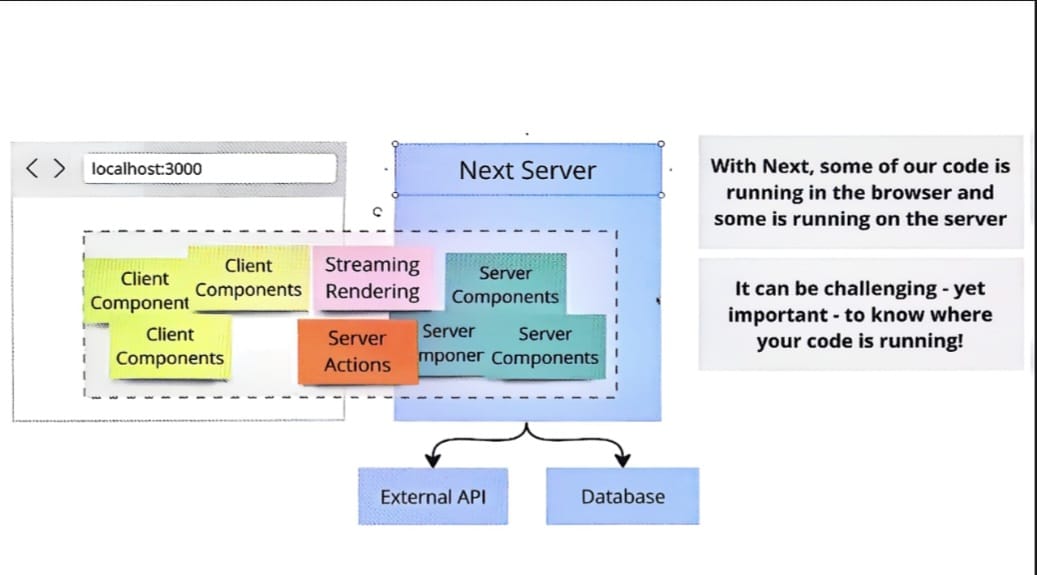 localhost:3000
Next Server
With Next, some of our code is
running in the browser and
some is running on the server
Client
Component
Client
Components
Streaming
Rendering
Server
Components
Client
Components
Server
Actions
Server
mponer
Server
Components
It can be challenging - yet
important - to know where
your code is running!
External API
Database